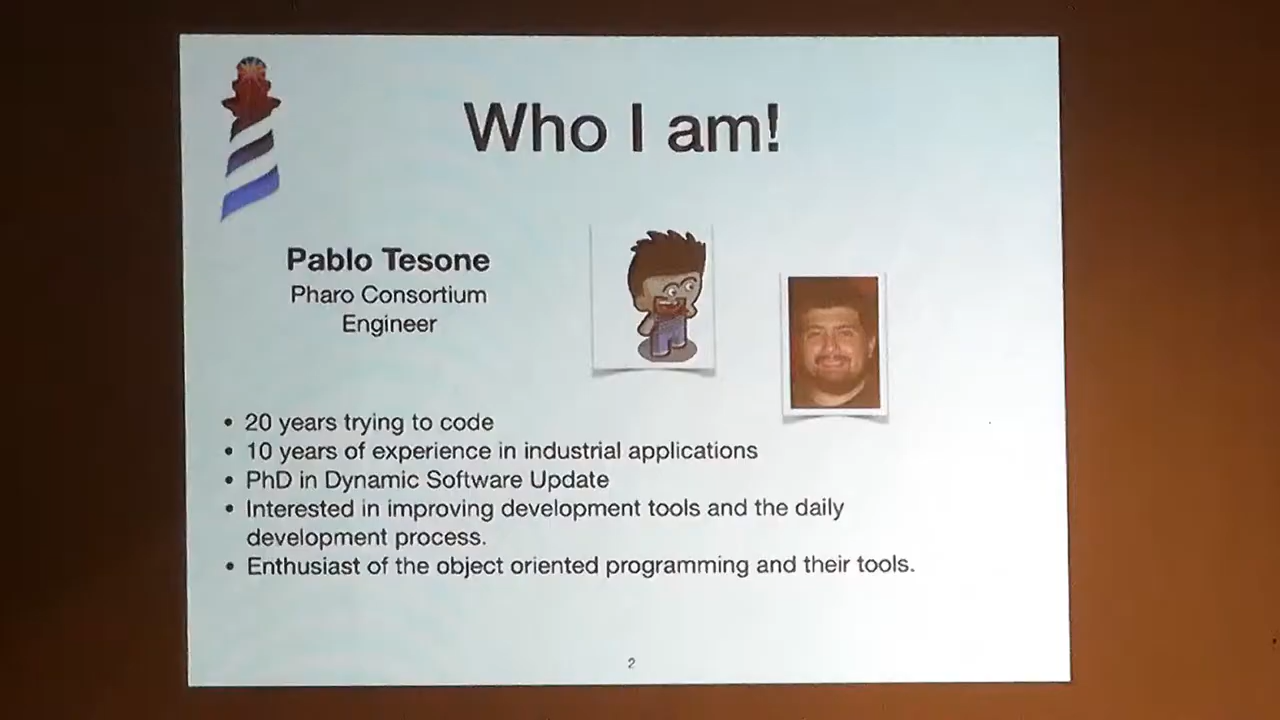 Who I am!
Pablo Tesone
Pharo Consortium
Engineer
• 20 years trying to code
• 10 years of experience in industrial applications
• PhD in Dynamic Software Update
• Interested in improving development tools and the daily
development process.
• Enthusiast of the object oriented programming and their tools.
2